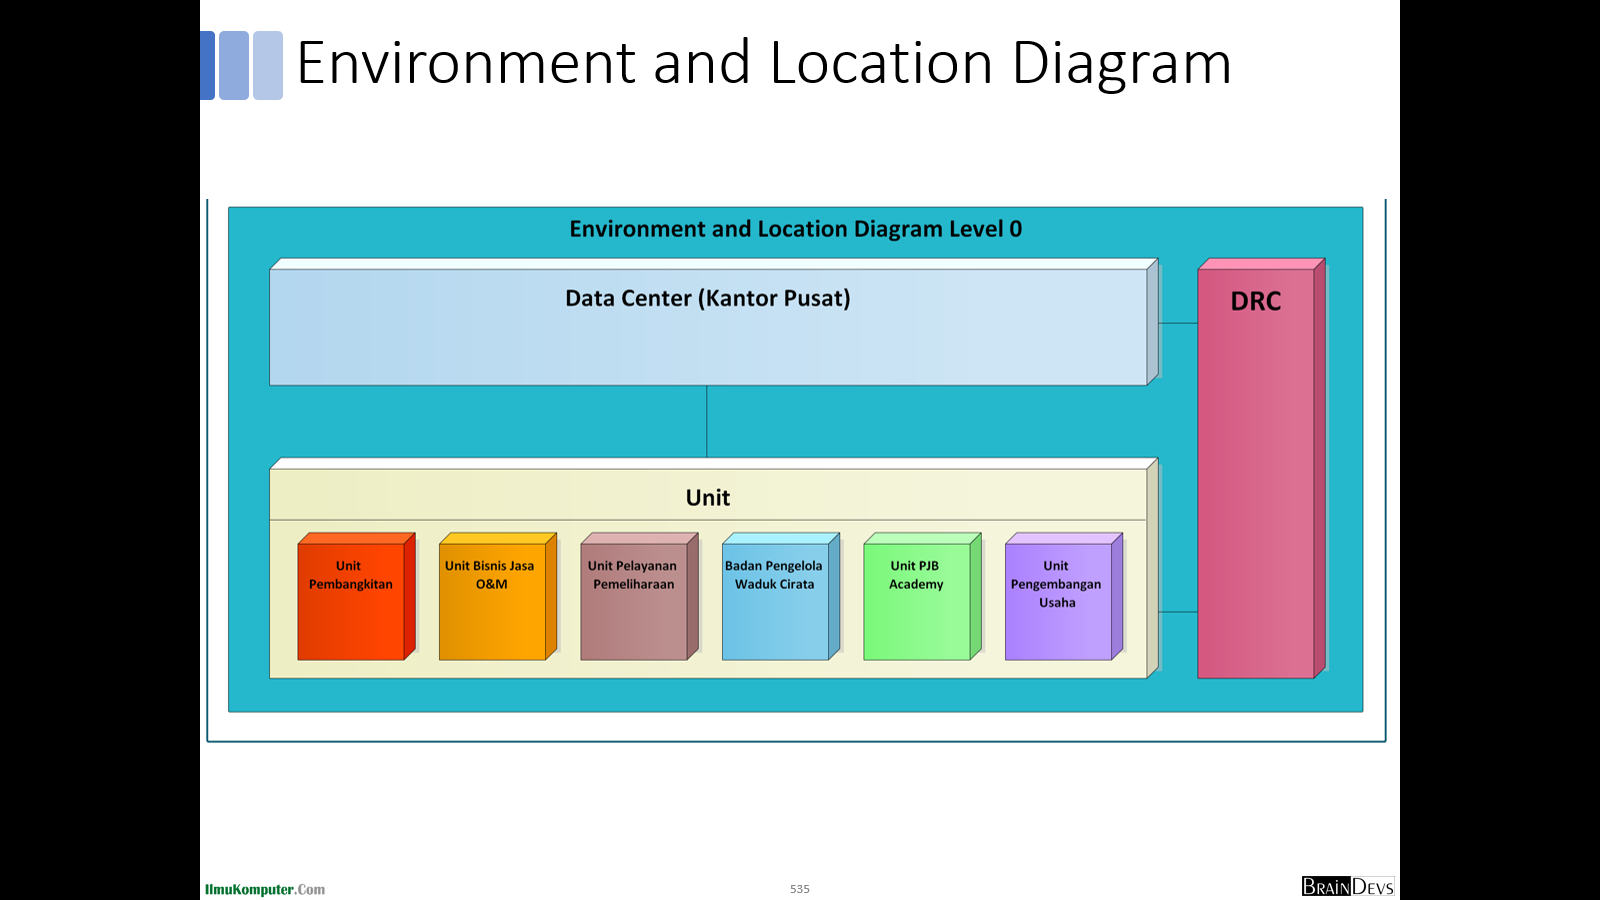 Environment and Location Diagram
Environment and Location Diagram Level 0
Data Center (Kantor Pusat)
DRC
Unit
Unit
Pembangkitan
Unit Bisnis Jasa
O&M
Unit Pelayanan
Pemeliharaan
Badan Pengelola
Waduk Cirata
Unit PJB
Academy
Unit
Pengembangan
Usaha
IlmuKomputer.Com
535
BRAINDEVS